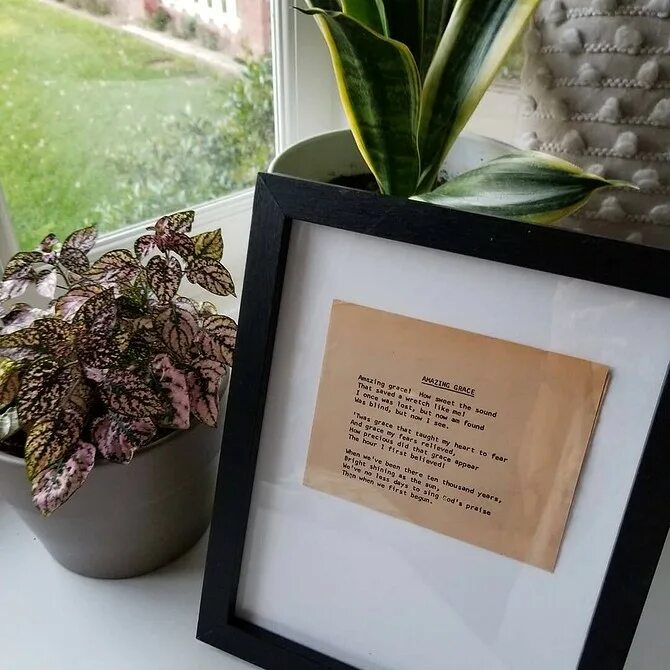 AMAZING GRACE
Amazing grace! How sweet the sound
That saved a wretch like me!
I once was lost, but now am found
Was blind, but now I see.
'Twas grace that taught my heart to fear
And grace my fears relieved,
How precious did that grace appear
The hour I first believed!
When we've been there ten thousand years,
Bright shining as the sun,
We've no less days to sing God's praise
Than when we first begun.